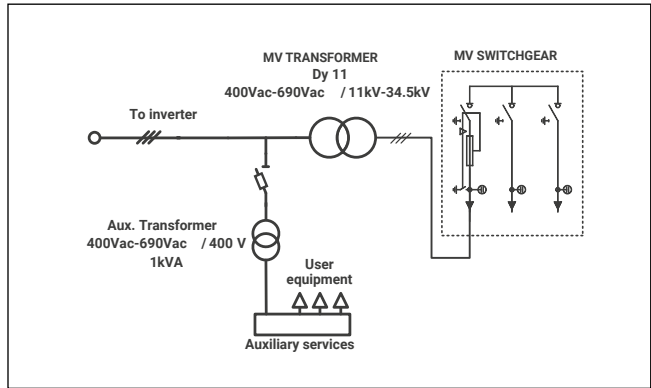 MV TRANSFORMER
Dy 11
400Vac-690Vac / 11kV-34.5kV
MV SWITCHGEAR
To inverter
Aux. Transformer
400Vac-690Vac / 400 V
1kVA
User
equipment
Auxiliary services